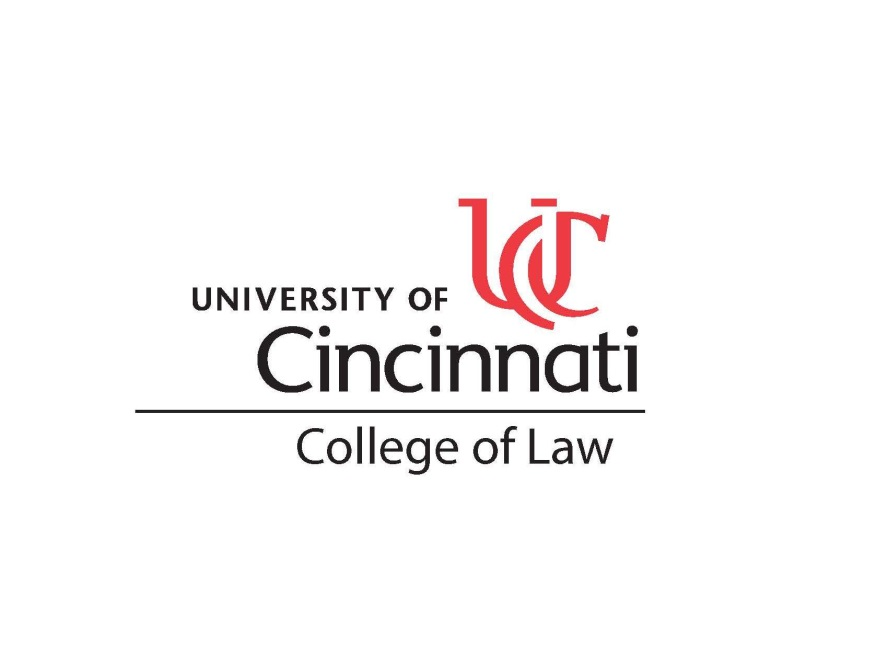 UC
UNIVERSITY OF
Cincinnati
College of Law